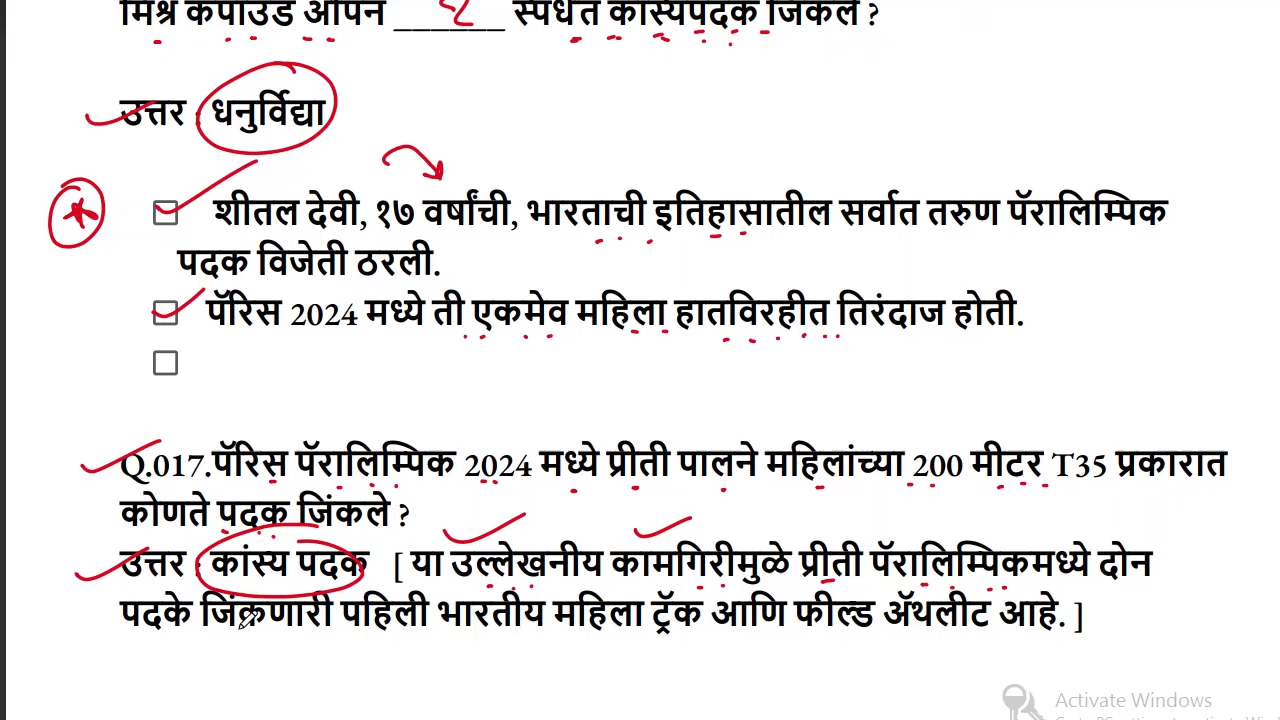 मिश्र कंपाउंड ओपन ______ स्पर्धेत कांस्यपदक जिंकले ?
उत्तर : धनुर्विद्या
शीतल देवी, १७ वर्षांची, भारताची इतिहासातील सर्वात तरुण पॅरालिम्पिक
पदक विजेती ठरली.
पॅरिस 2024 मध्ये ती एकमेव महिला हातविरहीत तिरंदाज होती.
Q.017.पॅरिस पॅरालिम्पिक 2024 मध्ये प्रीती पालने महिलांच्या 200 मीटर T35 प्रकारात
कोणते पदक जिंकले ?
उत्तर : कांस्य पदक [ या उल्लेखनीय कामगिरीमुळे प्रीती पॅरालिम्पिकमध्ये दोन
पदके जिंकणारी पहिली भारतीय महिला ट्रॅक आणि फील्ड ॲथलीट आहे. ]
Activate Windows